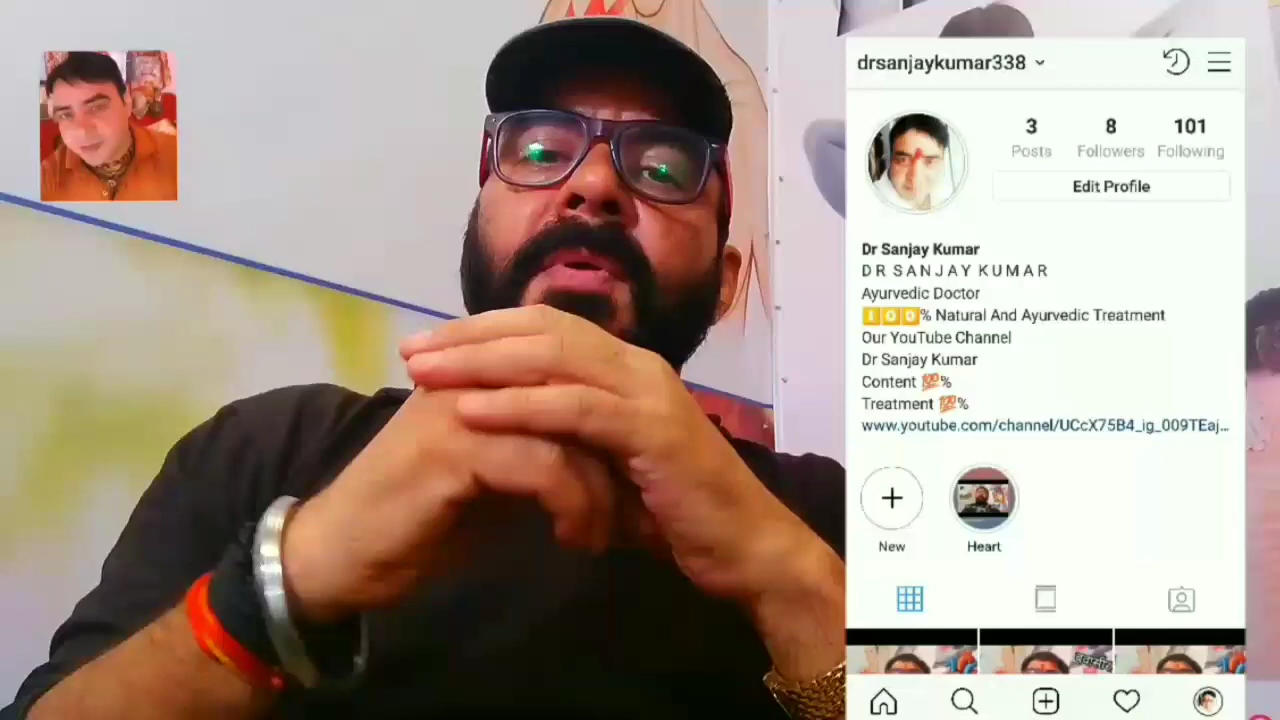 drsanjaykumar338
3 8 101
Posts Followers Following
Edit Profile
Dr Sanjay Kumar
D R S A N J A Y K U M A R
Ayurvedic Doctor
100% Natural And Ayurvedic Treatment
Our YouTube Channel
Dr Sanjay Kumar
Content 💯%
Treatment 💯%
www.youtube.com/channel/UCcX75B4_ig_009TEaj...
New Heart